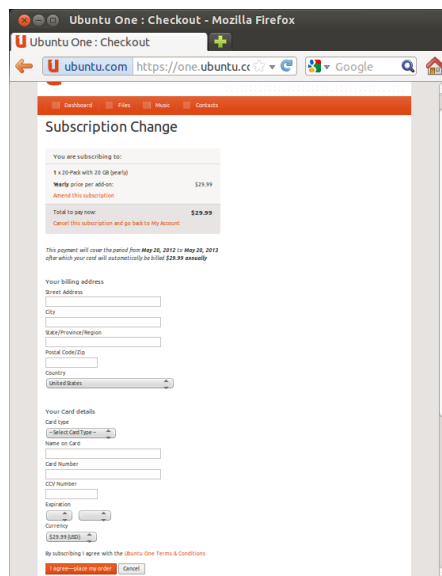 Ubuntu One : Checkout - Mozilla Firefox
Ubuntu One : Checkout
ubuntu.com https://one.ubuntu.cc Google
Dashboard Files Music Contacts
Subscription Change
You are subscribing to:
1 x 20-Pack with 20 GB (yearly)
Yearly price per add-on: $29.99
Amend this subscription
Total to pay now: $29.99
Cancel this subscription and go back to My Account
This payment will cover the period from May 20, 2012 to May 20, 2013
after which your card will automatically be billed $29.99 annually
Your billing address
Street Address
City
State/Province/Region
Postal Code/Zip
Country
United States
Your Card details
Card type
--Select Card Type--
Name on Card
Card Number
CCV Number
Expiration
Currency
$29.99 (USD)
By subscribing I agree with the Ubuntu One Terms & Conditions
I agree—place my order Cancel